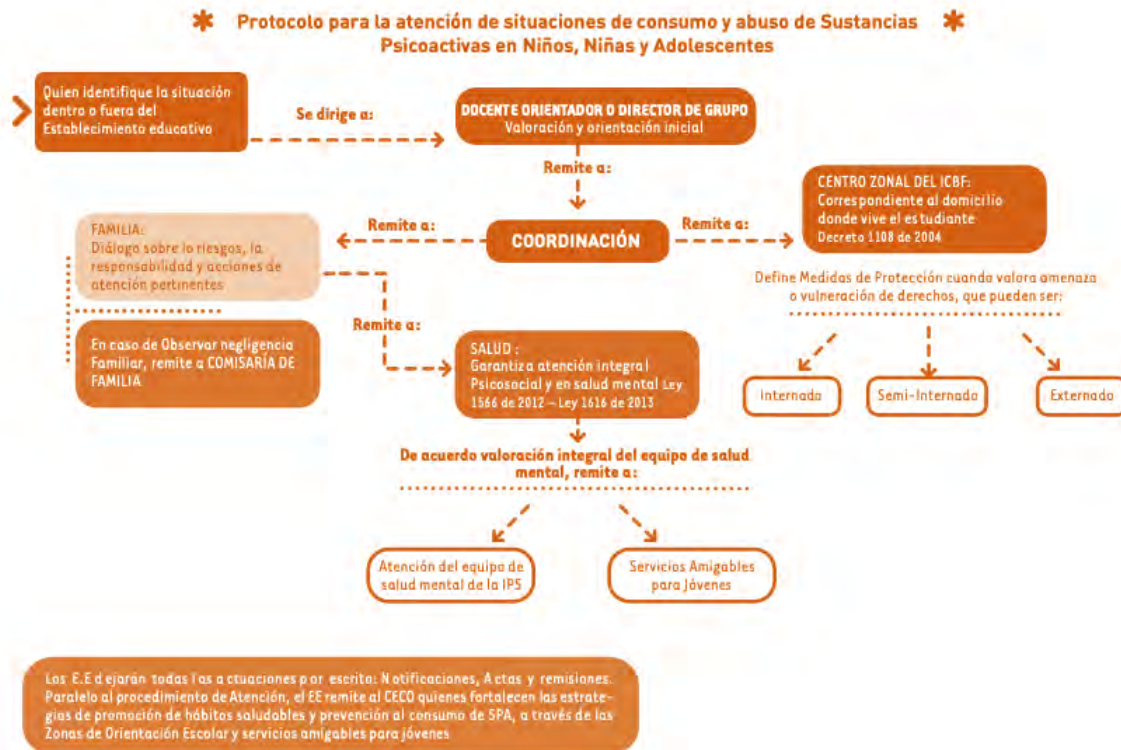 Protocolo para la atención de situaciones de consumo y abuso de Sustancias
Psicoactivas en Niños, Niñas y Adolescentes
Quien identifique la situación
dentro o fuera del
Establecimiento educativo
Se dirige a:
DOCENTE ORIENTADOR O DIRECTOR DE GRUPO
Valoración y orientación inicial
Remite a:
CENTRO ZONAL DEL ICBF:
Correspondiente al domicilio
donde vive el estudiante
Decreto 1108 de 2004
FAMILIA:
Diálogo sobre lo riesgos, la
responsabilidad y acciones de
atención pertinentes
Remite a:
COORDINACIÓN
Remite a:
Define Medidas de Protección cuando valora amenaza
o vulneración de derechos, que pueden ser:
En caso de Observar negligencia
Familiar, remite a COMISARÍA DE
FAMILIA
Remite a:
SALUD :
Garantiza atención integral
Psicosocial y en salud mental Ley
1566 de 2012 – Ley 1616 de 2013
Internado
Semi-Internado
Externado
De acuerdo valoración integral del equipo de salud
mental, remite a:
Atención del equipo de
salud mental de la IPS
Servicios Amigables
para Jóvenes
Los E.E dejarán todas las actuaciones por escrito: Notificaciones, Actas y remisiones.
Paralelo al procedimiento de Atención, el EE remite al CECO quienes fortalecen las estrate-
gias de promoción de hábitos saludables y prevención al consumo de SPA, a través de las
Zonas de Orientación Escolar y servicios amigables para jóvenes